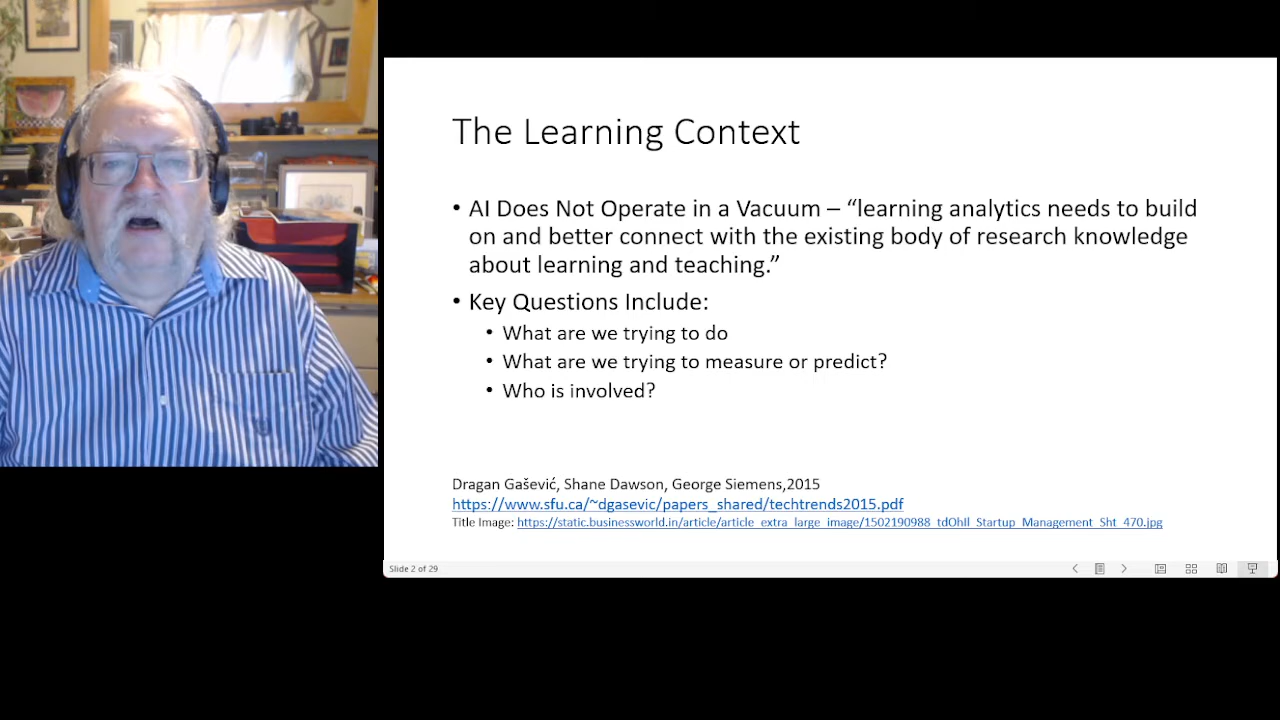 The Learning Context
• AI Does Not Operate in a Vacuum – “learning analytics needs to build
on and better connect with the existing body of research knowledge
about learning and teaching.”
• Key Questions Include:
• What are we trying to do
• What are we trying to measure or predict?
• Who is involved?
Dragan Gašević, Shane Dawson, George Siemens,2015
https://www.sfu.ca/~dgasevic/papers_shared/techtrends2015.pdf
Title Image: https://static.businessworld.in/article/article_extra_large_image/1502190988_tdOhIl_Startup_Management_Sht_470.jpg
Slide 2 of 29